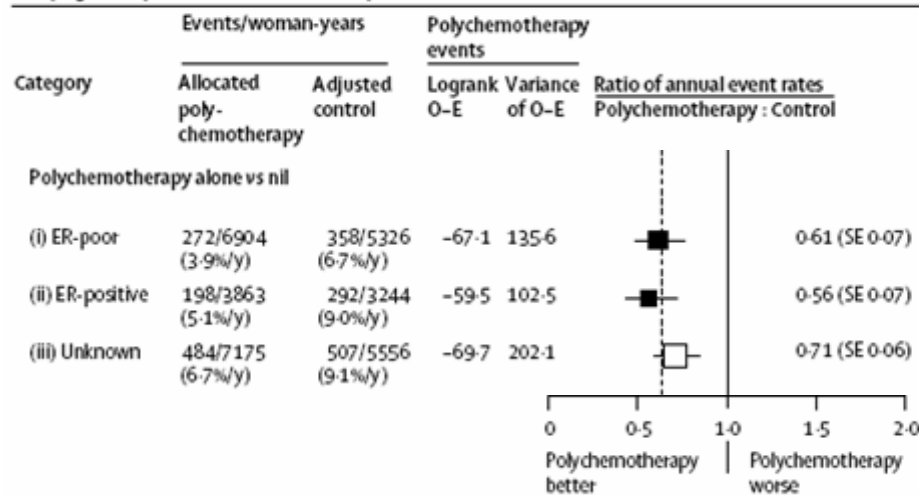 Events/woman-years Polychemotherapy
events
Category Allocated Adjusted Logrank Variance Ratio of annual event rates
poly- control O–E of O–E Polychemotherapy : Control
chemotherapy
Polychemotherapy alone vs nil
(i) ER-poor 272/6904 358/5326 –67·1 135·6 0·61 (SE 0·07)
(3·9%/y) (6·7%/y)
(ii) ER-positive 198/3863 292/3244 –59·5 102·5 0·56 (SE 0·07)
(5·1%/y) (9·0%/y)
(iii) Unknown 484/7175 507/5556 –69·7 202·1 0·71 (SE 0·06)
(6·7%/y) (9·1%/y)
0 0·5 1·0 1·5 2·0
Polychemotherapy Polychemotherapy
better worse